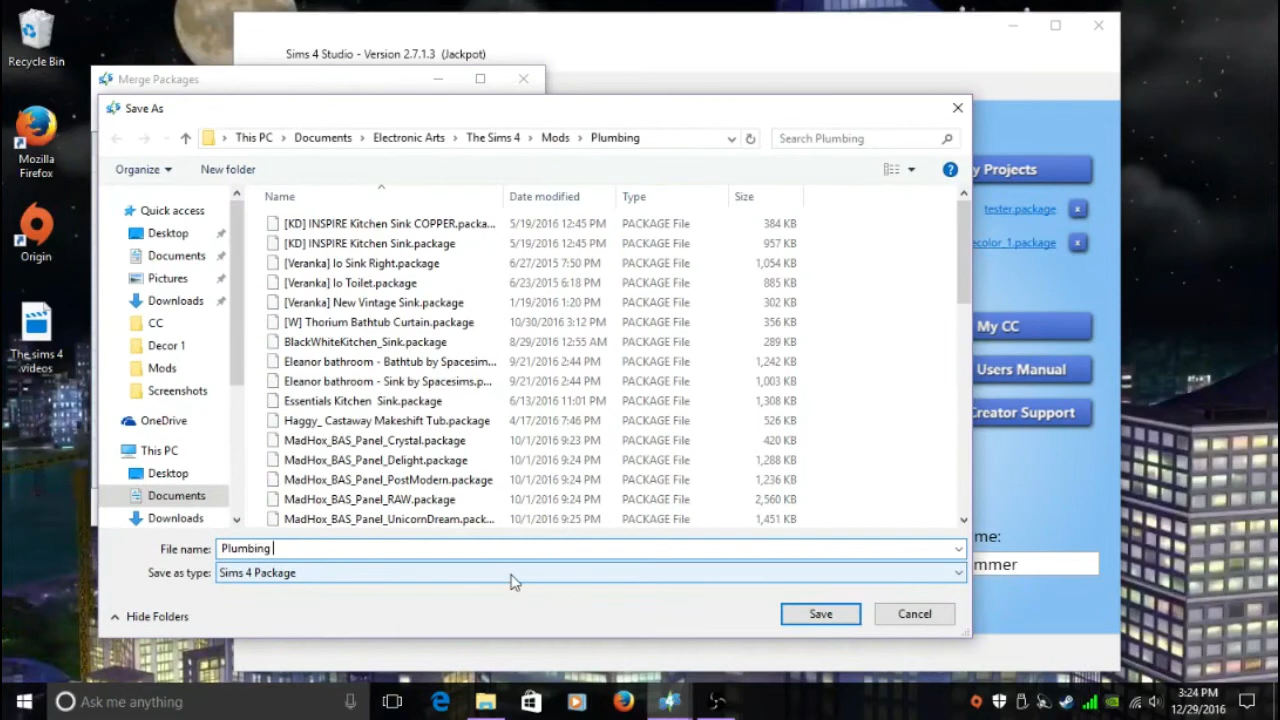 Recycle Bin
Mozilla
Firefox
Origin
The sims 4
videos
Sims 4 Studio - Version 2.7.1.3 (Jackpot)
Merge Packages
Save As
This PC > Documents > Electronic Arts > The Sims 4 > Mods > Plumbing
Search Plumbing
Organize
New folder
Name Date modified Type Size
[KD] INSPIRE Kitchen Sink COPPER.packa... 5/19/2016 12:45 PM PACKAGE File 384 KB
[KD] INSPIRE Kitchen Sink.package 5/19/2016 12:45 PM PACKAGE File 957 KB
[Veranka] Io Sink Right.package 6/27/2015 7:50 PM PACKAGE File 1,054 KB
[Veranka] Io Toilet.package 6/23/2015 6:18 PM PACKAGE File 885 KB
[Veranka] New Vintage Sink.package 1/19/2016 1:20 PM PACKAGE File 302 KB
[W] Thorium Bathtub Curtain.package 10/30/2016 3:12 PM PACKAGE File 356 KB
BlackWhiteKitchen_Sink.package 8/29/2016 12:55 AM PACKAGE File 289 KB
Eleanor bathroom - Bathtub by Spacesim... 9/21/2016 2:44 PM PACKAGE File 1,242 KB
Eleanor bathroom - Sink by Spacesims.p... 9/21/2016 2:44 PM PACKAGE File 1,003 KB
Essentials Kitchen Sink.package 6/13/2016 11:01 PM PACKAGE File 1,308 KB
Haggy_ Castaway Makeshift Tub.package 4/17/2016 7:46 PM PACKAGE File 526 KB
MadHox_BAS_Panel_Crystal.package 10/1/2016 9:23 PM PACKAGE File 420 KB
MadHox_BAS_Panel_Delight.package 10/1/2016 9:24 PM PACKAGE File 1,288 KB
MadHox_BAS_Panel_PostModern.package 10/1/2016 9:24 PM PACKAGE File 1,236 KB
MadHox_BAS_Panel_RAW.package 10/1/2016 9:24 PM PACKAGE File 2,560 KB
MadHox_BAS_Panel_UnicornDream.pack... 10/1/2016 9:25 PM PACKAGE File 1,451 KB
Quick access
Desktop
Documents
Pictures
Downloads
CC
Decor 1
Mods
Screenshots
OneDrive
This PC
Desktop
Documents
Downloads
File name: Plumbing
Save as type: Sims 4 Package
Hide Folders
Save
Cancel
y Projects
tester.package x
ecolor_1.package x
My CC
Users Manual
Creator Support
me:
mmer
Ask me anything
3:24 PM
12/29/2016